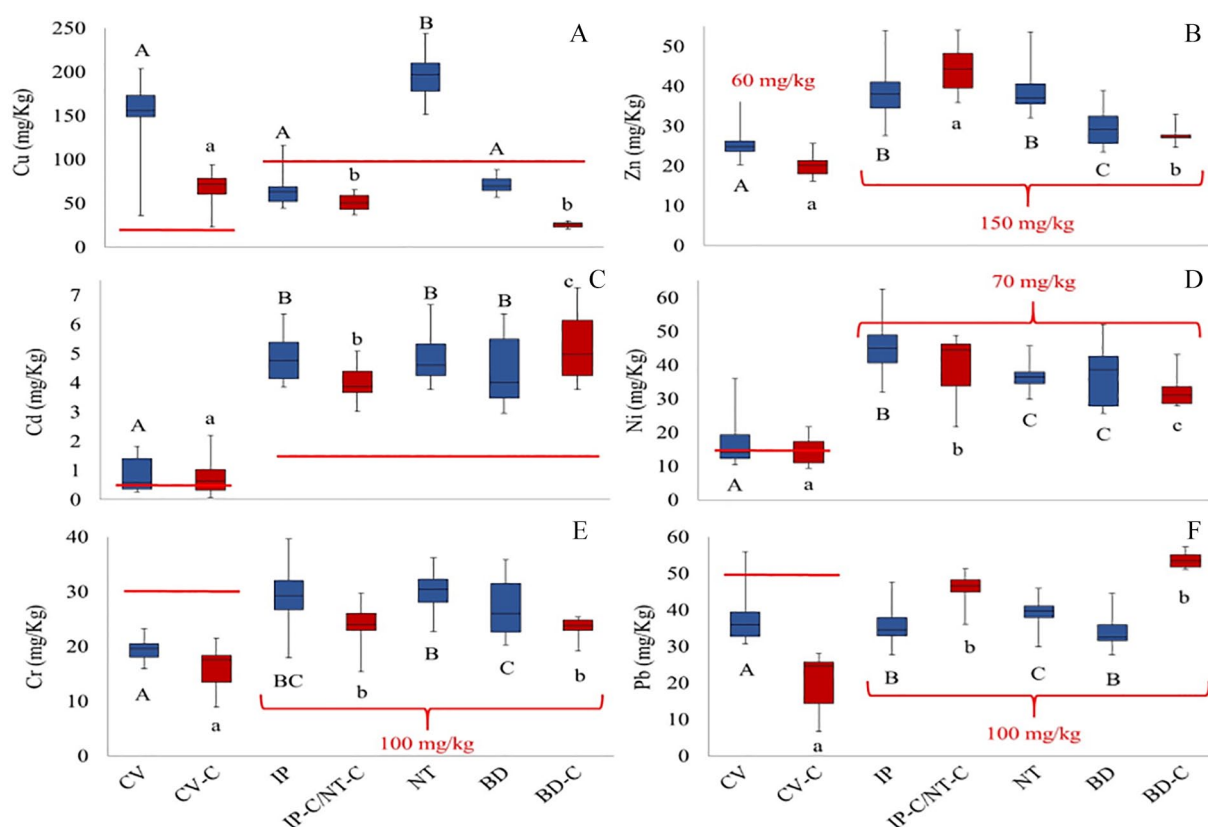 A
Cu (mg/Kg)
250
200
150
100
50
0
A
a
A
b
B
A
b
B
Zn (mg/Kg)
50
40
30
20
10
0
60 mg/kg
A
a
B
a
B
C
b
150 mg/kg
C
Cd (mg/Kg)
7
6
5
4
3
2
1
0
A
a
B
b
B
B
c
D
Ni (mg/Kg)
60
50
40
30
20
10
0
70 mg/kg
A
a
B
b
C
C
c
E
Cr (mg/Kg)
40
30
20
10
0
A
a
BC
b
B
C
b
100 mg/kg
CV
CV-C
IP
IP-C/NT-C
NT
BD
BD-C
F
Pb (mg/Kg)
60
50
40
30
20
10
0
A
a
B
b
C
B
b
100 mg/kg
CV
CV-C
IP
IP-C/NT-C
NT
BD
BD-C